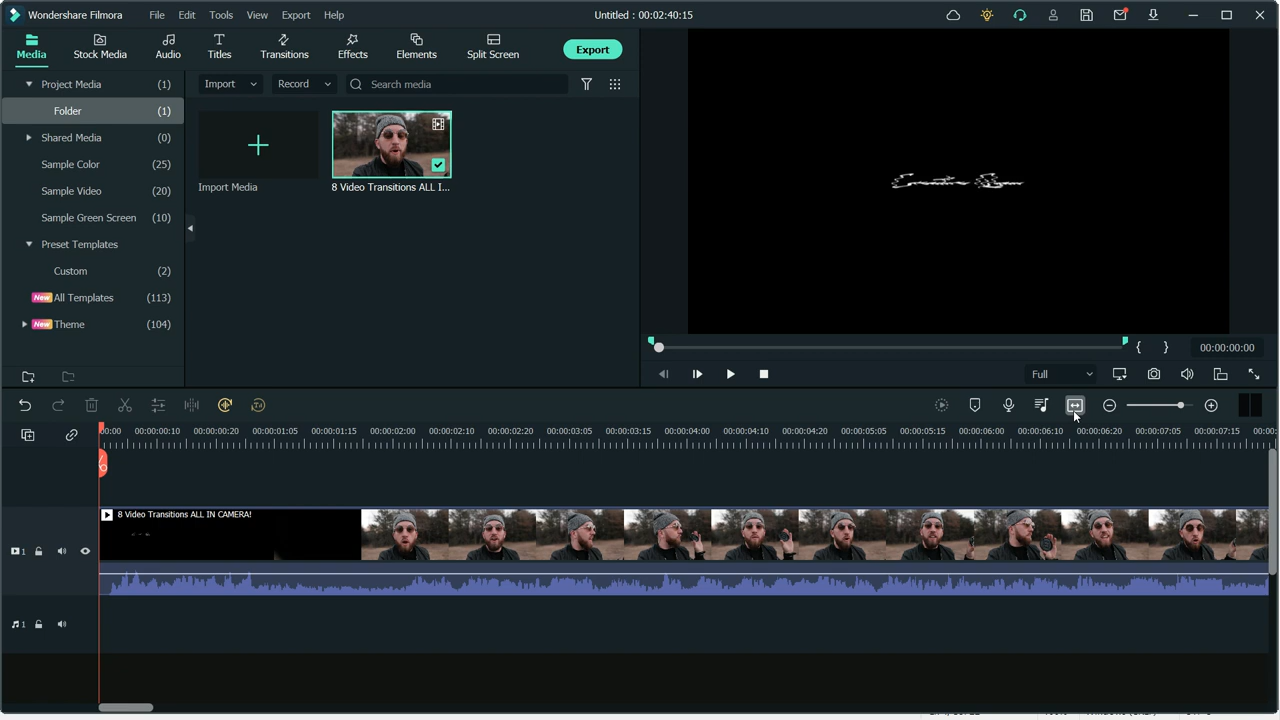 Wondershare Filmora File Edit Tools View Export Help Untitled : 00:02:40:15
Media Stock Media Audio Titles Transitions Effects Elements Split Screen Export
Project Media (1)
Folder (1)
Shared Media (0)
Sample Color (25)
Sample Video (20)
Sample Green Screen (10)
Preset Templates
Custom (2)
New All Templates (113)
New Theme (104)
Import Record Search media
Import Media
8 Video Transitions ALL I...
00:00:00:00
Full
00:00 00:00:00:10 00:00:00:20 00:00:01:05 00:00:01:15 00:00:02:00 00:00:02:10 00:00:02:20 00:00:03:05 00:00:03:15 00:00:04:00 00:00:04:10 00:00:04:20 00:00:05:05 00:00:05:15 00:00:06:00 00:00:06:10 00:00:06:20 00:00:07:05 00:00:07:15 00:00:
8 Video Transitions ALL IN CAMERA!
1
1